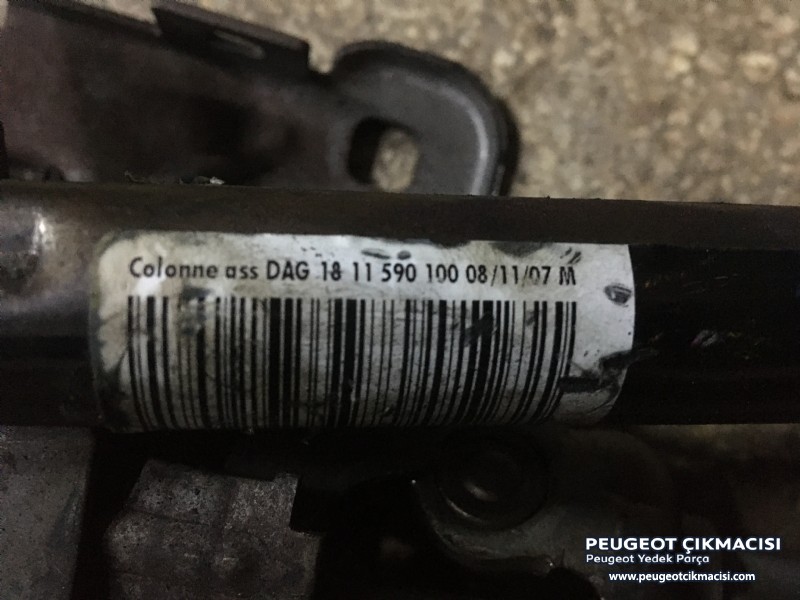 Colonne ass DAG 18 11 590 100 08/11/07 M
PEUGEOT ÇIKMACISI
Peugeot Yedek Parça
www.peugeotcikmacisi.com